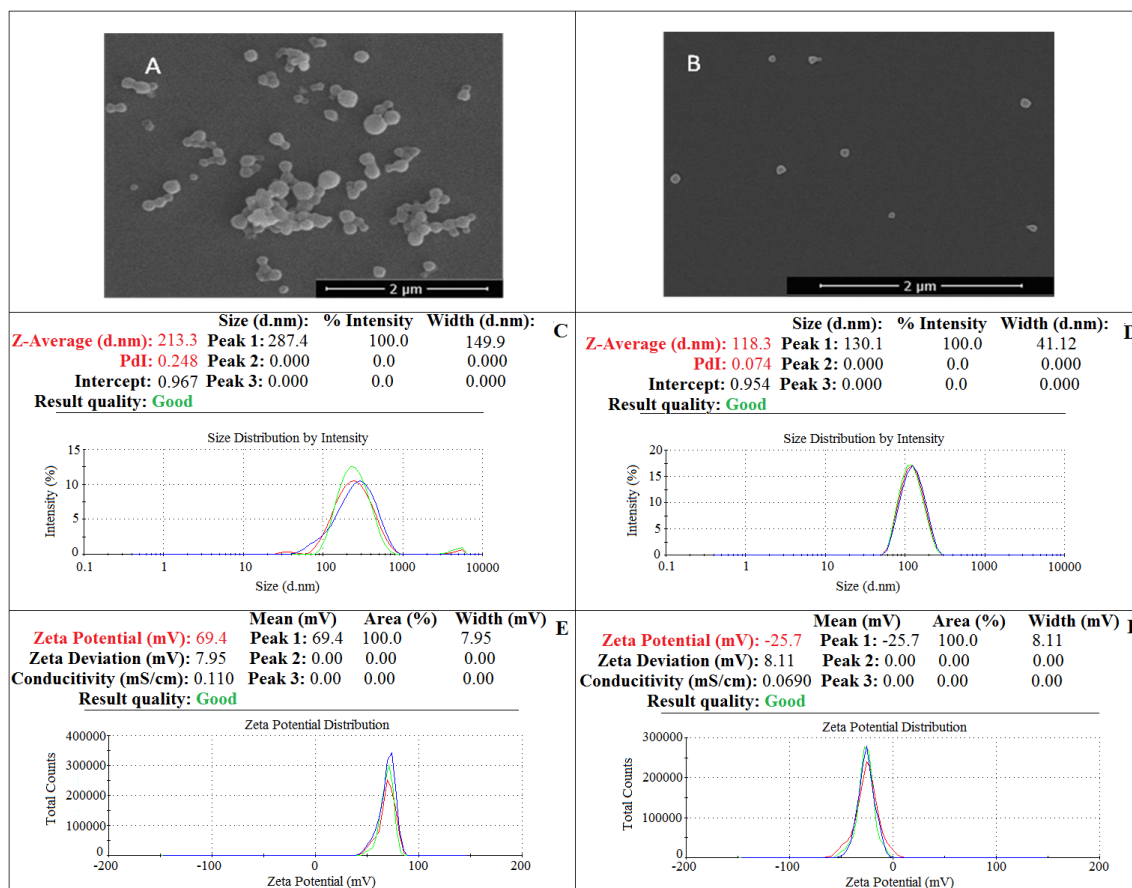 A
2 µm
B
2 µm
Size (d.nm): % Intensity Width (d.nm): C
Z-Average (d.nm): 213.3 Peak 1: 287.4 100.0 149.9
PdI: 0.248 Peak 2: 0.000 0.0 0.000
Intercept: 0.967 Peak 3: 0.000 0.0 0.000
Result quality: Good
Size Distribution by Intensity
Intensity (%)
15
10
5
0
0.1 1 10 100 1000 10000
Size (d.nm)
Size (d.nm): % Intensity Width (d.nm):
Z-Average (d.nm): 118.3 Peak 1: 130.1 100.0 41.12
PdI: 0.074 Peak 2: 0.000 0.0 0.000
Intercept: 0.954 Peak 3: 0.000 0.0 0.000
Result quality: Good
Size Distribution by Intensity
Intensity (%)
20
15
10
5
0
0.1 1 10 100 1000 10000
Size (d.nm)
Mean (mV) Area (%) Width (mV) E
Zeta Potential (mV): 69.4 Peak 1: 69.4 100.0 7.95
Zeta Deviation (mV): 7.95 Peak 2: 0.00 0.00 0.00
Conducitivity (mS/cm): 0.110 Peak 3: 0.00 0.00 0.00
Result quality: Good
Zeta Potential Distribution
Total Counts
400000
300000
200000
100000
0
-200 -100 0 100 200
Zeta Potential (mV)
Mean (mV) Area (%) Width (mV)
Zeta Potential (mV): -25.7 Peak 1: -25.7 100.0 8.11
Zeta Deviation (mV): 8.11 Peak 2: 0.00 0.00 0.00
Conducitivity (mS/cm): 0.0690 Peak 3: 0.00 0.00 0.00
Result quality: Good
Zeta Potential Distribution
Total Counts
300000
200000
100000
0
-200 -100 0 100 200
Zeta Potential (mV)